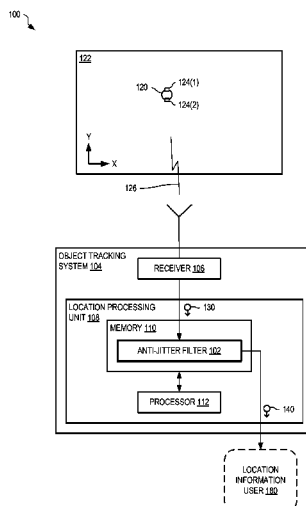 100
122
120
124(1)
124(2)
Y
X
126
OBJECT TRACKING
SYSTEM 104
RECEIVER 106
LOCATION PROCESSING
UNIT 108
130
MEMORY 110
ANTI-JITTER FILTER 102
PROCESSOR 112
140
LOCATION
INFORMATION
USER 180